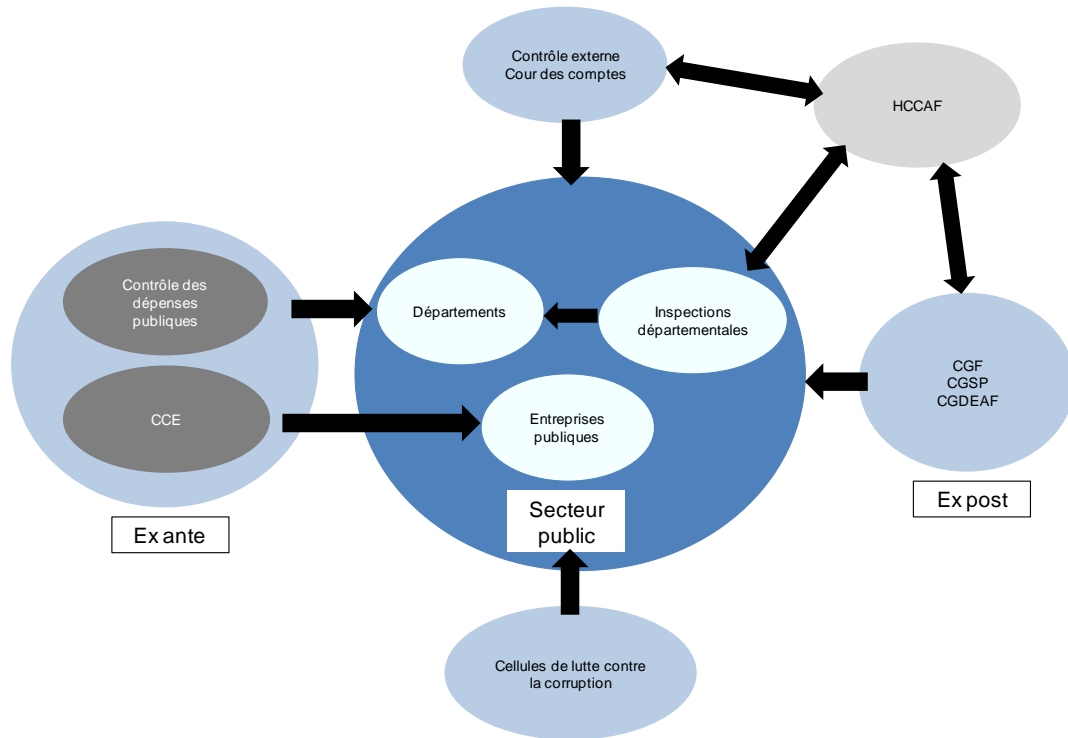 Contrôle externe
Cour des comptes
HCCAF
Contrôle des
dépenses
publiques
Départements
Inspections
départementales
CGF
CGSP
CGDEAF
CCE
Entreprises
publiques
Ex ante
Secteur
public
Ex post
Cellules de lutte contre
la corruption